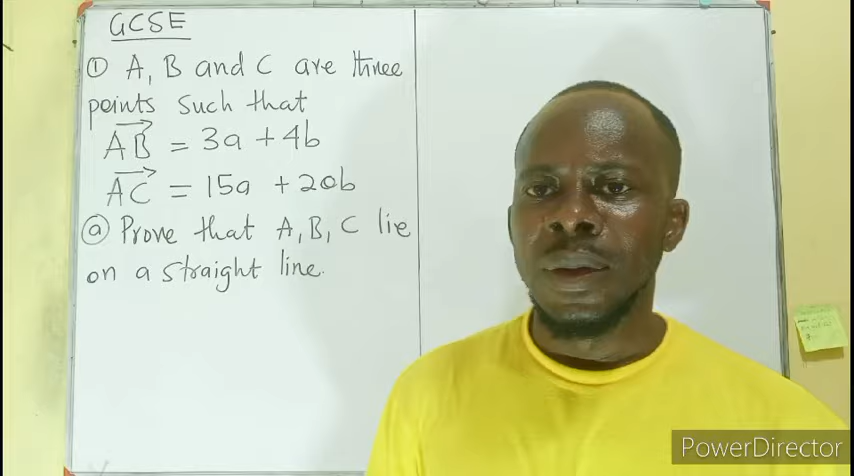 GCSE
① A, B and C are three
points such that
AB = 3a + 4b
AC = 15a + 20b
ⓐ Prove that A, B, C lie
on a straight line.
PowerDirector